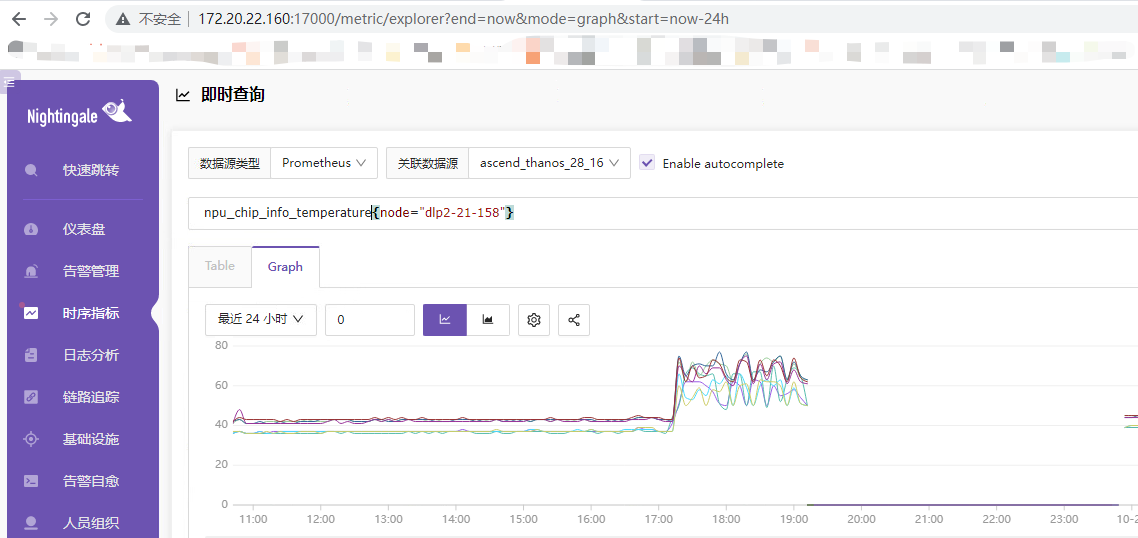 不安全 | 172.20.22.160:17000/metric/explorer?end=now&mode=graph&start=now-24h
Nightingale
快速跳转
仪表盘
告警管理
时序指标
日志分析
链路追踪
基础设施
告警自愈
人员组织
即时查询
数据源类型 Prometheus 关联数据源 ascend_thanos_28_16 Enable autocomplete
npu_chip_info_temperature{node="dlp2-21-158"}
Table Graph
最近 24 小时 0
80
60
40
20
0
11:00 12:00 13:00 14:00 15:00 16:00 17:00 18:00 19:00 20:00 21:00 22:00 23:00 10-2